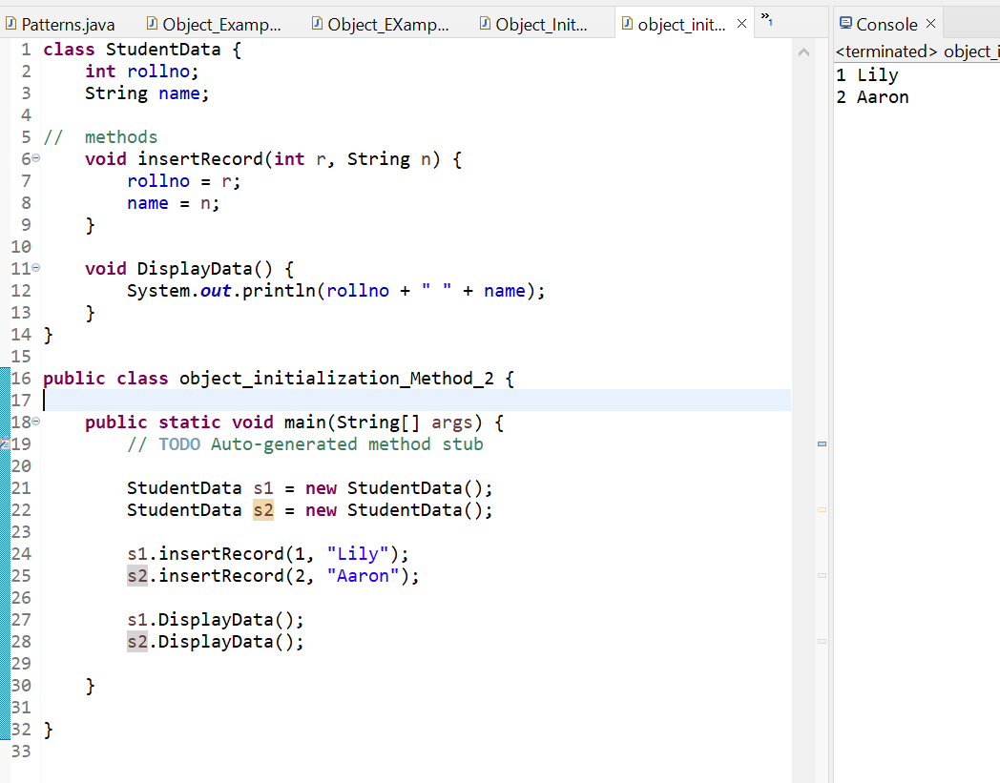 Patterns.java Object_Examp... Object_EXamp... Object_Init... object_init... »1
1 class StudentData {
2 int rollno;
3 String name;
4
5 // methods
6 void insertRecord(int r, String n) {
7 rollno = r;
8 name = n;
9 }
10
11 void DisplayData() {
12 System.out.println(rollno + " " + name);
13 }
14 }
15
16 public class object_initialization_Method_2 {
17
18 public static void main(String[] args) {
19 // TODO Auto-generated method stub
20
21 StudentData s1 = new StudentData();
22 StudentData s2 = new StudentData();
23
24 s1.insertRecord(1, "Lily");
25 s2.insertRecord(2, "Aaron");
26
27 s1.DisplayData();
28 s2.DisplayData();
29
30 }
31
32 }
33
Console
<terminated> object_i
1 Lily
2 Aaron